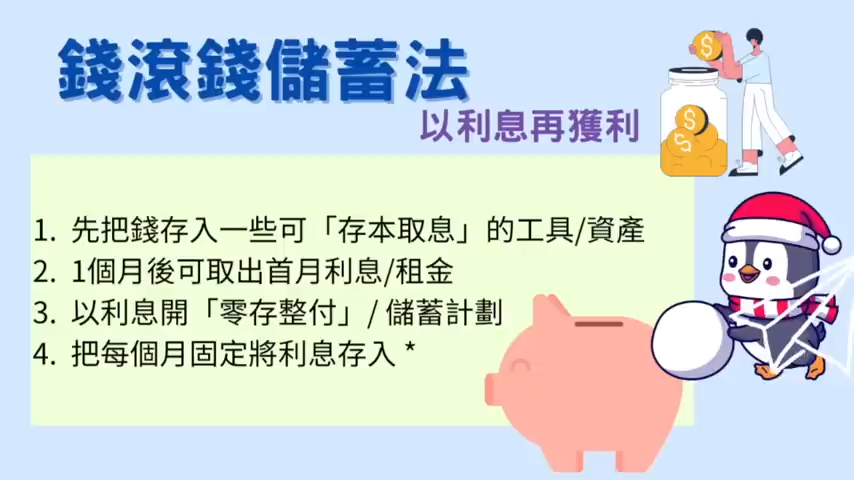 錢滾錢儲蓄法
以利息再獲利
1. 先把錢存入一些可「存本取息」的工具/資產
2. 1個月後可取出首月利息/租金
3. 以利息開「零存整付」/ 儲蓄計劃
4. 把每個月固定將利息存入 *